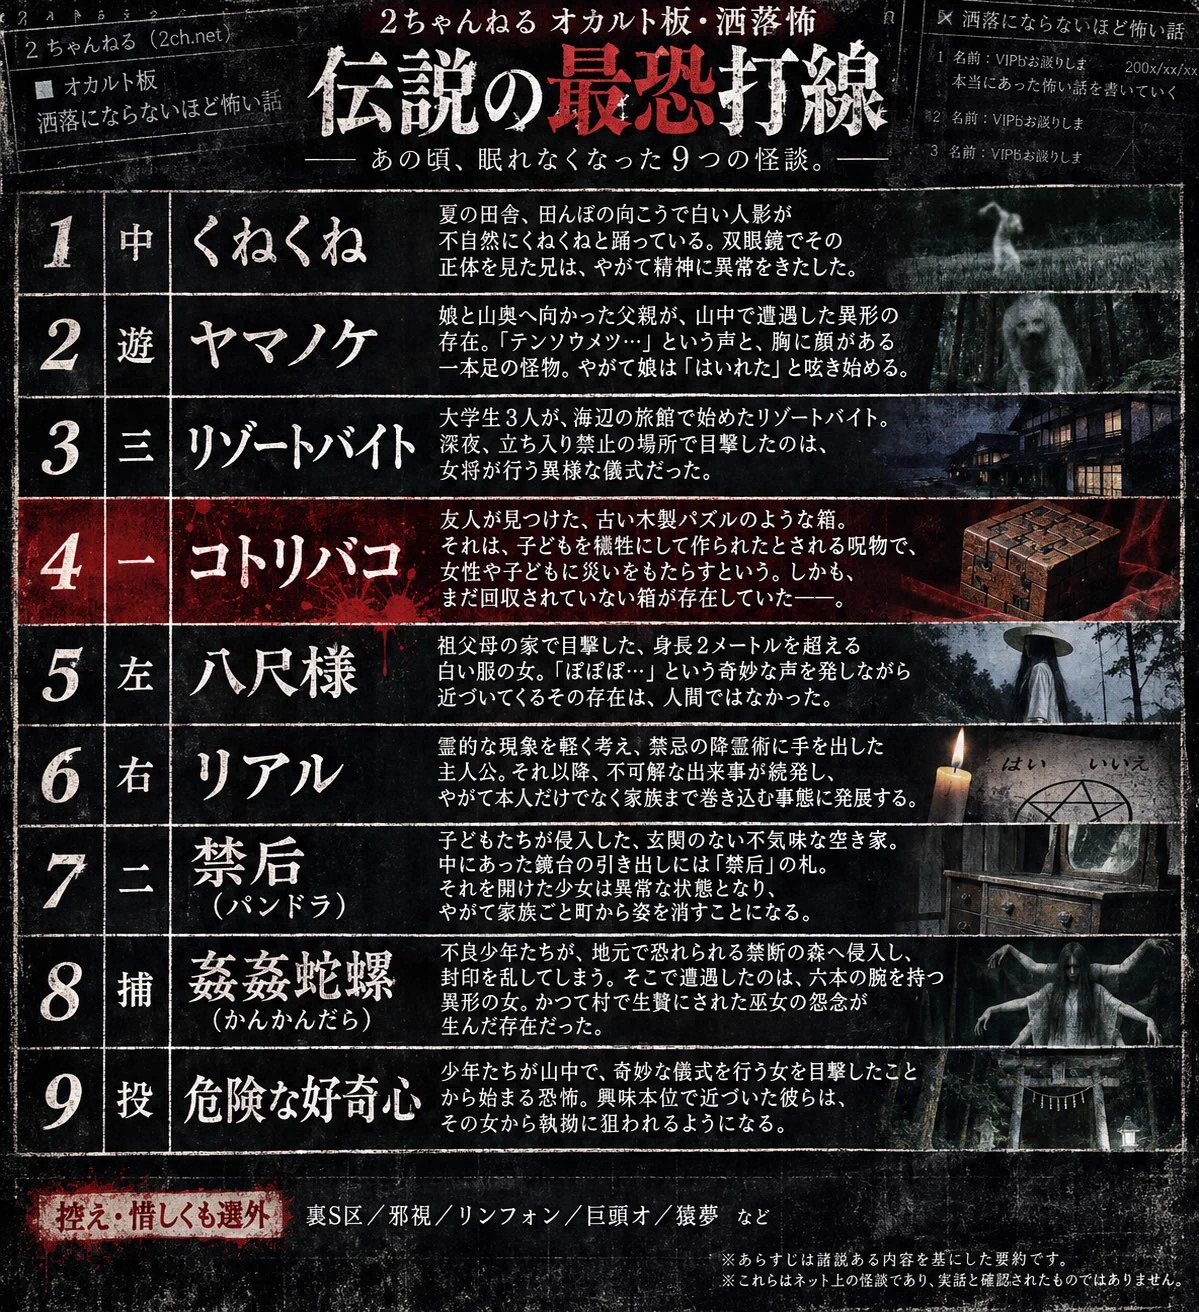 2ちゃんねる（2ch.net）
■ オカルト板
洒落にならないほど怖い話
2ちゃんねる オカルト板・洒落怖
伝説の最恐打線
あの頃、眠れなくなった9つの怪談。
洒落にならないほど怖い話
1 名前：VIPがお送りしま 200x/xx/xx
本当にあった怖い話を書いていく
2 名前：
3 名前：
1 中 くねくね
夏の田舎、田んぼの向こうで白い人影が
不自然にくねくねと踊っている。双眼鏡でその
正体を見た兄は、やがて精神に異常をきたした。
2 遊 ヤマノケ
娘と山奥へ向かった父親が、山中で遭遇した異形の
存在。「テンソウメツ…」という声と、胸に顔がある
一本足の怪物。やがて娘は「はいれた」と呟き始める。
3 三 リゾートバイト
大学生3人が、海辺の旅館で始めたリゾートバイト。
深夜、立ち入り禁止の場所で目撃したのは、
女将が行う異様な儀式だった。
4 一 コトリバコ
友人が見つけた、古い木製パズルのような箱。
それは、子どもを犠牲にして作られたとされる呪物で、
女性や子どもに災いをもたらすという。しかも、
まだ回収されていない箱が存在していた――。
5 左 八尺様
祖父母の家で目撃した、身長2メートルを超える
白い服の女。「ぽぽぽ…」という奇妙な声を発しながら
近づいてくるその存在は、人間ではなかった。
6 右 リアル
霊的な現象を軽く考え、禁忌の降霊術に手を出した
主人公。それ以降、不可解な出来事が続発し、
やがて本人だけでなく家族まで巻き込む事態に発展する。
はい いいえ
7 二 禁后
（パンドラ）
子どもたちが侵入した、玄関のない不気味な空き家。
中にあった鏡台の引き出しには「禁后」の札。
それを開けた少女は異常な状態となり、
やがて家族ごと町から姿を消すことになる。
8 捕 姦姦蛇螺
（かんかんだら）
不良少年たちが、地元で恐れられる禁断の森へ侵入し、
封印を乱してしまう。そこで遭遇したのは、六本の腕を持つ
異形の女。かつて村で生贄にされた巫女の怨念が
生んだ存在だった。
9 投 危険な好奇心
少年たちが山中で、奇妙な儀式を行う女を目撃したこと
から始まる恐怖。興味本位で近づいた彼らは、
その女から執拗に狙われるようになる。
控え・惜しくも選外
裏S区／邪視／リンフォン／巨頭オ／猿夢 など
※あらすじは諸説ある内容を基にした要約です。
※これらはネット上の怪談であり、実話と確認されたものではありません。